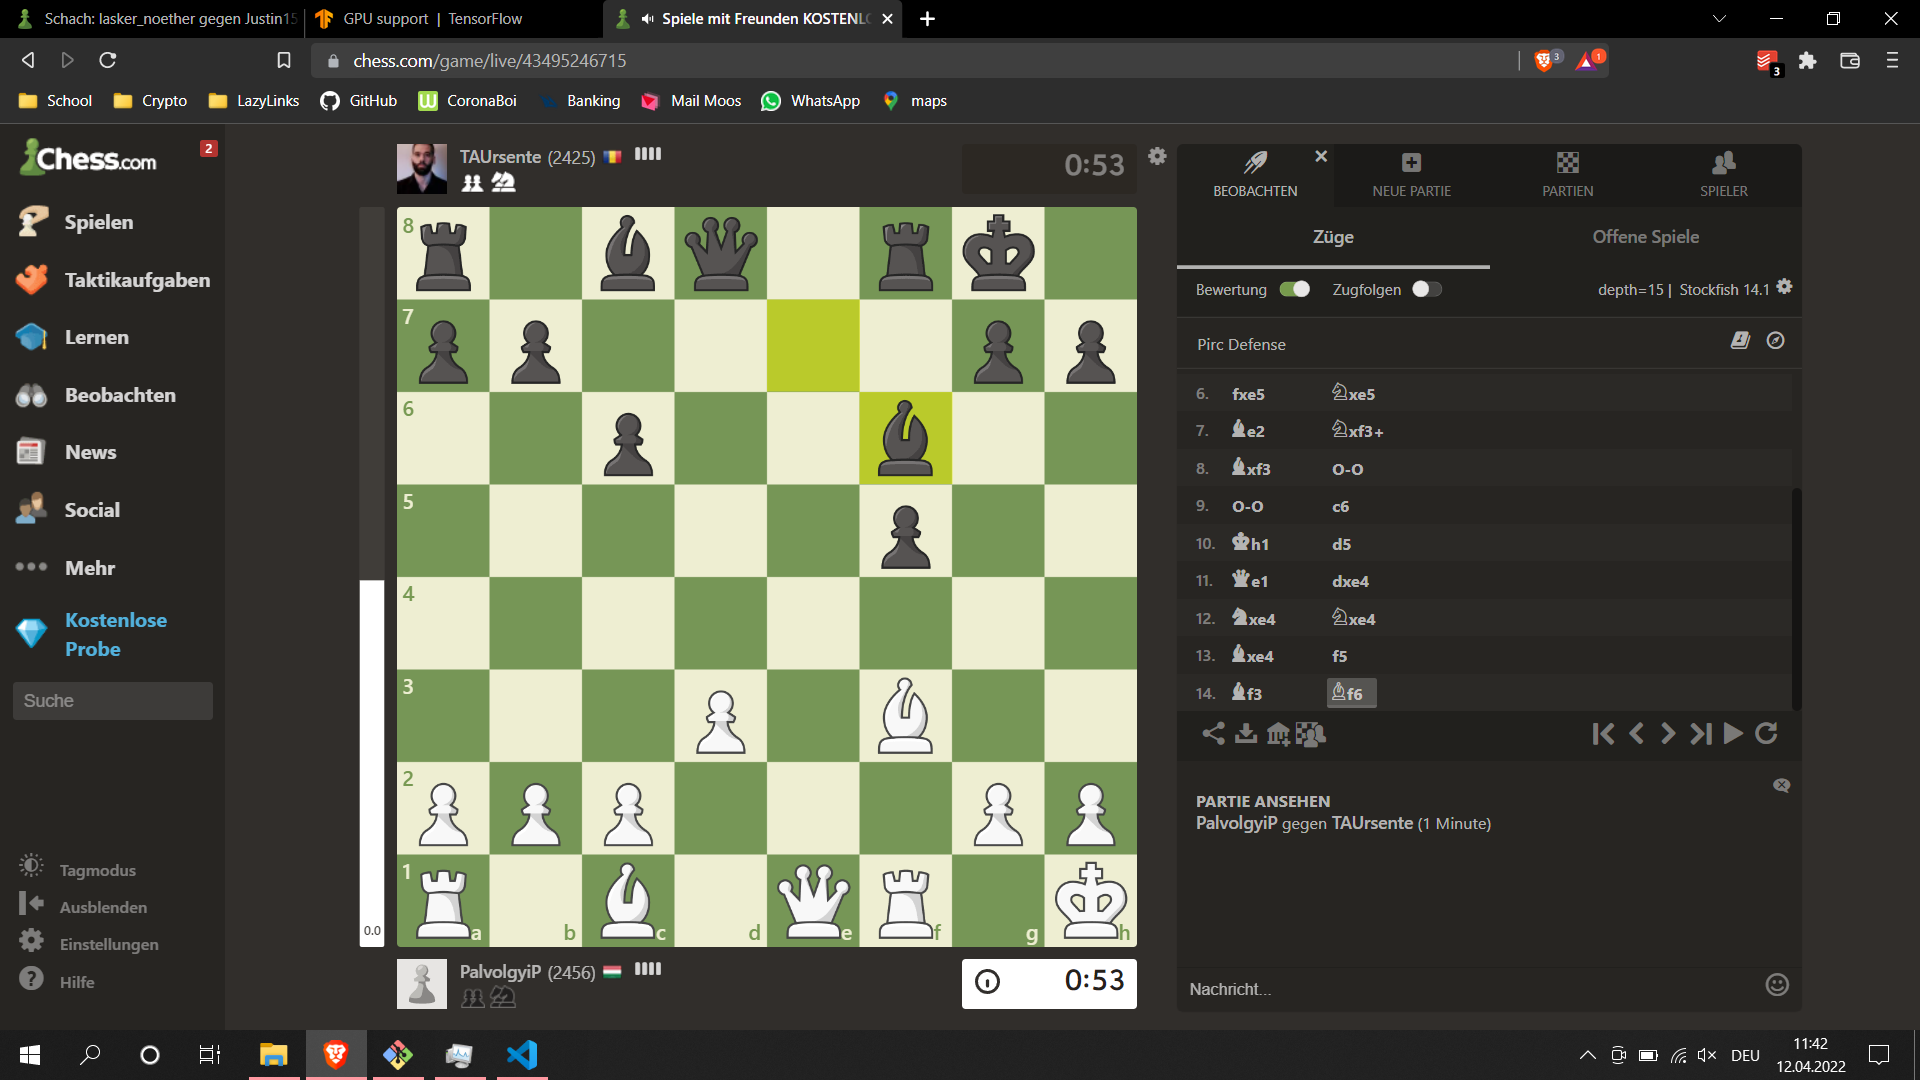 Schach: lasker_noether gegen Justin15
GPU support | TensorFlow
Spiele mit Freunden KOSTENLO
chess.com/game/live/43495246715
3
1
3
School
Crypto
LazyLinks
GitHub
CoronaBoi
Banking
Mail Moos
WhatsApp
maps
Chess.com
2
Spielen
Taktikaufgaben
Lernen
Beobachten
News
Social
Mehr
Kostenlose
Probe
Suche
Tagmodus
Ausblenden
Einstellungen
Hilfe
TAUrsente (2425)
0:53
8
7
6
5
4
3
2
1
a b c d e f g h
0.0
PalvolgyiP (2456)
0:53
BEOBACHTEN
NEUE PARTIE
PARTIEN
SPIELER
Züge
Offene Spiele
Bewertung
Zugfolgen
depth=15 | Stockfish 14.1
Pirc Defense
6. fxe5 xe5
7. e2 xf3+
8. xf3 O-O
9. O-O c6
10. h1 d5
11. e1 dxe4
12. xe4 xe4
13. xe4 f5
14. f3 f6
PARTIE ANSEHEN
PalvolgyiP gegen TAUrsente (1 Minute)
Nachricht...
DEU
11:42
12.04.2022